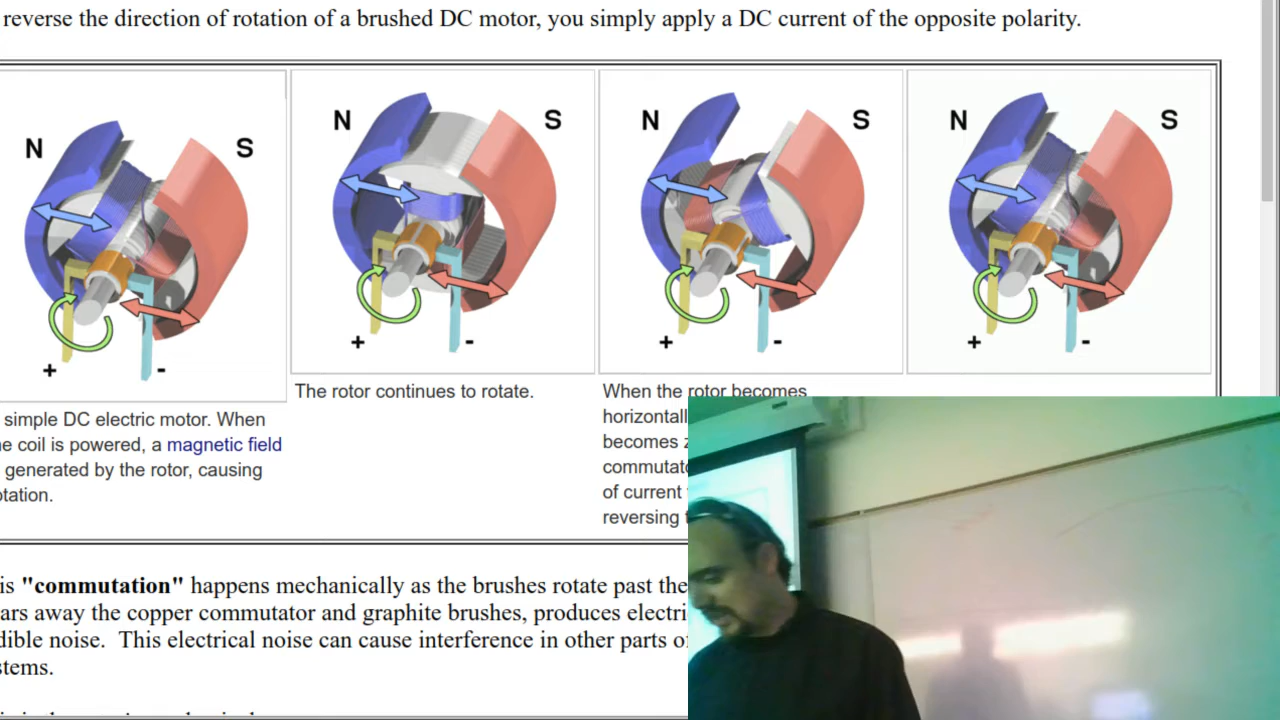 reverse the direction of rotation of a brushed DC motor, you simply apply a DC current of the opposite polarity.
N S N S N S N S
+ - + - + - + -
The rotor continues to rotate.
When the rotor becomes
simple DC electric motor. When
coil is powered, a magnetic field
generated by the rotor, causing
horizontall
becomes
commutat
of current
reversing
is "commutation" happens mechanically as the brushes rotate past the
ars away the copper commutator and graphite brushes, produces electri
dible noise. This electrical noise can cause interference in other parts
stems.